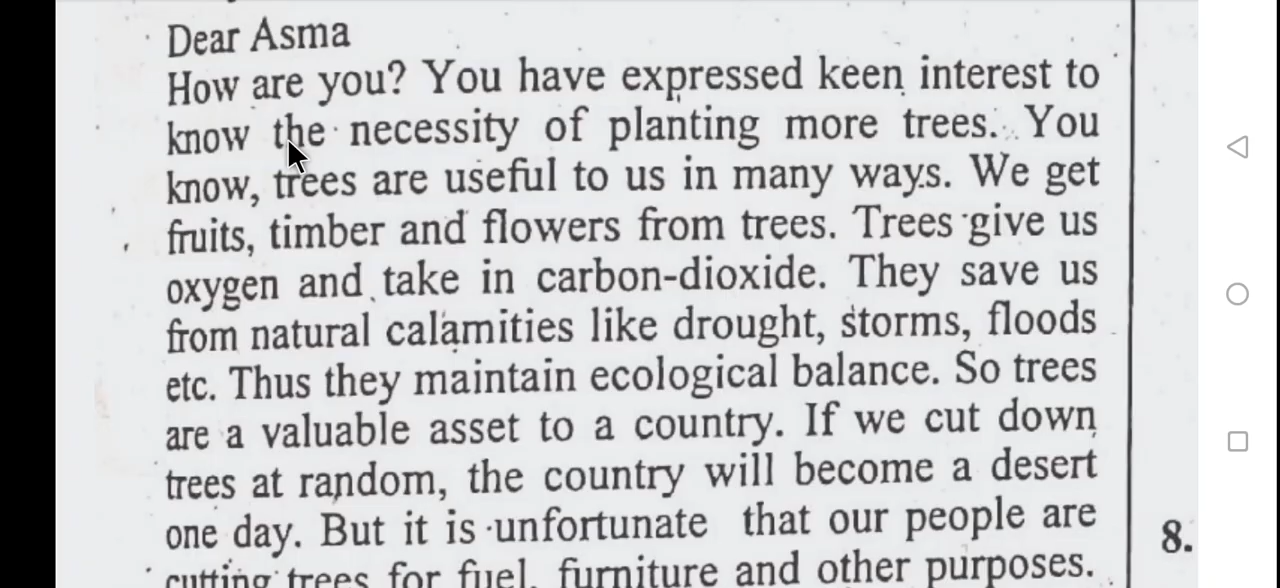 Dear Asma
How are you? You have expressed keen interest to
know the necessity of planting more trees. You
know, trees are useful to us in many ways. We get
fruits, timber and flowers from trees. Trees give us
oxygen and take in carbon-dioxide. They save us
from natural calamities like drought, storms, floods
etc. Thus they maintain ecological balance. So trees
are a valuable asset to a country. If we cut down
trees at random, the country will become a desert
one day. But it is unfortunate that our people are
8.
cutting trees for fuel, furniture and other purposes.